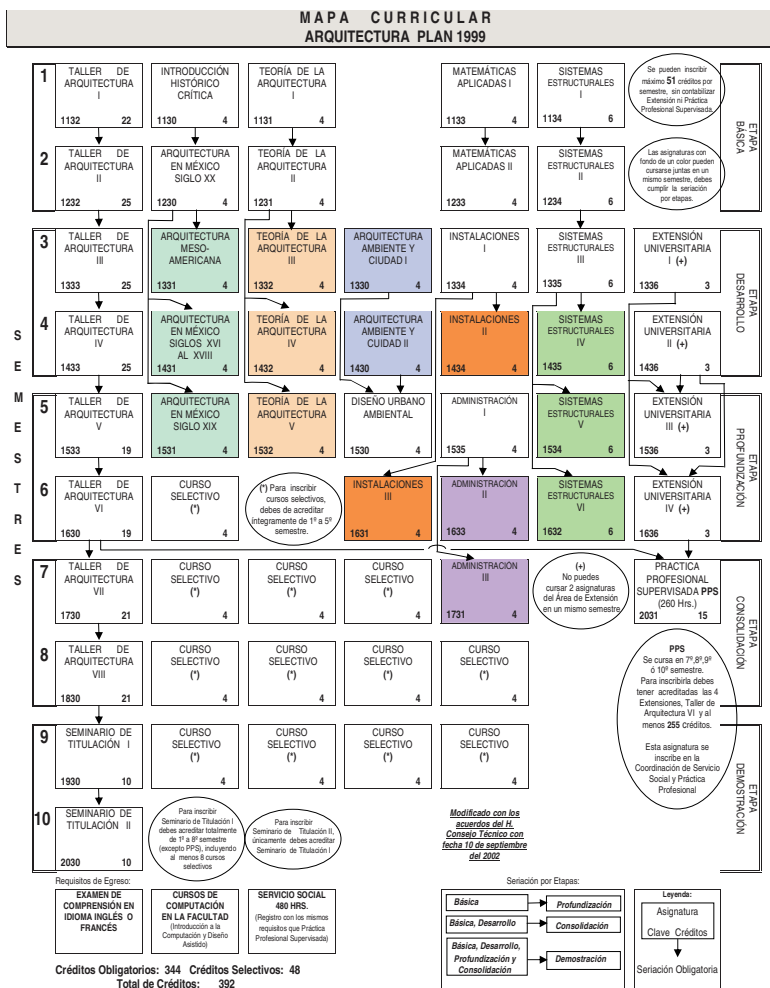 MAPA CURRICULAR
ARQUITECTURA PLAN 1999
SEMESTRES
1
TALLER DE
ARQUITECTURA
I
1132 22
INTRODUCCIÓN
HISTÓRICO
CRÍTICA
1130 4
TEORÍA DE LA
ARQUITECTURA
I
1131 4
MATEMÁTICAS
APLICADAS I
1133 4
SISTEMAS
ESTRUCTURALES
I
1134 6
Se pueden inscribir
máximo 51 créditos por
semestre, sin contabilizar
Extensión ni Práctica
Profesional Supervisada.
ETAPA
BÁSICA
2
TALLER DE
ARQUITECTURA
II
1232 25
ARQUITECTURA
EN MÉXICO
SIGLO XX
1230 4
TEORÍA DE LA
ARQUITECTURA
II
1231 4
MATEMÁTICAS
APLICADAS II
1233 4
SISTEMAS
ESTRUCTURALES
II
1234 6
Las asignaturas con
fondo de un color pueden
cursarse juntas en un
mismo semestre, debes
cumplir la seriación
por etapas.
3
TALLER DE
ARQUITECTURA
III
1333 25
ARQUITECTURA
MESO-
AMERICANA
1331 4
TEORÍA DE LA
ARQUITECTURA
III
1332 4
ARQUITECTURA
AMBIENTE Y
CIUDAD I
1330 4
INSTALACIONES
I
1334 4
SISTEMAS
ESTRUCTURALES
III
1335 6
EXTENSIÓN
UNIVERSITARIA
I (+)
1336 3
ETAPA
DESARROLLO
4
TALLER DE
ARQUITECTURA
IV
1433 25
ARQUITECTURA
EN MÉXICO
SIGLOS XVI
AL XVIII
1431 4
TEORÍA DE LA
ARQUITECTURA
IV
1432 4
ARQUITECTURA
AMBIENTE Y
CUIDAD II
1430 4
INSTALACIONES
II
1434 4
SISTEMAS
ESTRUCTURALES
IV
1435 6
EXTENSIÓN
UNIVERSITARIA
II (+)
1436 3
5
TALLER DE
ARQUITECTURA
V
1533 19
ARQUITECTURA
EN MÉXICO
SIGLO XIX
1531 4
TEORÍA DE LA
ARQUITECTURA
V
1532 4
DISEÑO URBANO
AMBIENTAL
1530 4
ADMINISTRACIÓN
I
1535 4
SISTEMAS
ESTRUCTURALES
V
1534 6
EXTENSIÓN
UNIVERSITARIA
III (+)
1536 3
ETAPA
PROFUNDIZACIÓN
6
TALLER DE
ARQUITECTURA
VI
1630 19
CURSO
SELECTIVO
(*)
4
(*) Para inscribir
cursos selectivos,
debes de acreditar
íntegramente de 1º a 5º
semestre.
INSTALACIONES
III
1631 4
ADMINISTRACIÓN
II
1633 4
SISTEMAS
ESTRUCTURALES
VI
1632 6
EXTENSIÓN
UNIVERSITARIA
IV (+)
1636 3
7
TALLER DE
ARQUITECTURA
VII
1730 21
CURSO
SELECTIVO
(*)
4
CURSO
SELECTIVO
(*)
4
CURSO
SELECTIVO
(*)
4
ADMINISTRACIÓN
III
1731 4
(+)
No puedes
cursar 2 asignaturas
del Área de Extensión
en un mismo semestre
PRACTICA
PROFESIONAL
SUPERVISADA PPS
(260 Hrs.)
2031 15
ETAPA
CONSOLIDACIÓN
8
TALLER DE
ARQUITECTURA
VIII
1830 21
CURSO
SELECTIVO
(*)
4
CURSO
SELECTIVO
(*)
4
CURSO
SELECTIVO
(*)
4
CURSO
SELECTIVO
(*)
4
PPS
Se cursa en 7º,8º,9º
ó 10º semestre.
Para inscribirla debes
tener acreditadas las 4
Extensiones, Taller de
Arquitectura VI y al
menos 255 créditos.
Esta asignatura se
inscribe en la
Coordinación de Servicio
Social y Práctica
Profesional
9
SEMINARIO DE
TITULACIÓN I
1930 10
CURSO
SELECTIVO
(*)
4
CURSO
SELECTIVO
(*)
4
CURSO
SELECTIVO
(*)
4
CURSO
SELECTIVO
(*)
4
ETAPA
DEMOSTRACIÓN
10
SEMINARIO DE
TITULACIÓN II
2030 10
Para inscribir
Seminario de Titulación I
debes acreditar totalmente
de 1º a 8º semestre
(excepto PPS), incluyendo
al menos 8 cursos
selectivos
Para inscribir
Seminario de Titulación II,
únicamente debes acreditar
Seminario de Titulación I
Modificado con los
acuerdos del H.
Consejo Técnico con
fecha 10 de septiembre
del 2002
Requisitos de Egreso:
EXAMEN DE
COMPRENSIÓN EN
IDIOMA INGLÉS O
FRANCÉS
CURSOS DE
COMPUTACIÓN
EN LA FACULTAD
(Introducción a la
Computación y Diseño
Asistido)
SERVICIO SOCIAL
480 HRS.
(Registro con los mismos
requisitos que Práctica
Profesional Supervisada)
Créditos Obligatorios: 344 Créditos Selectivos: 48
Total de Créditos: 392
Seriación por Etapas:
Básica Profundización
Básica, Desarrollo Consolidación
Básica, Desarrollo,
Profundización y
Consolidación
Demostración
Leyenda:
Asignatura
Clave Créditos
Seriación Obligatoria